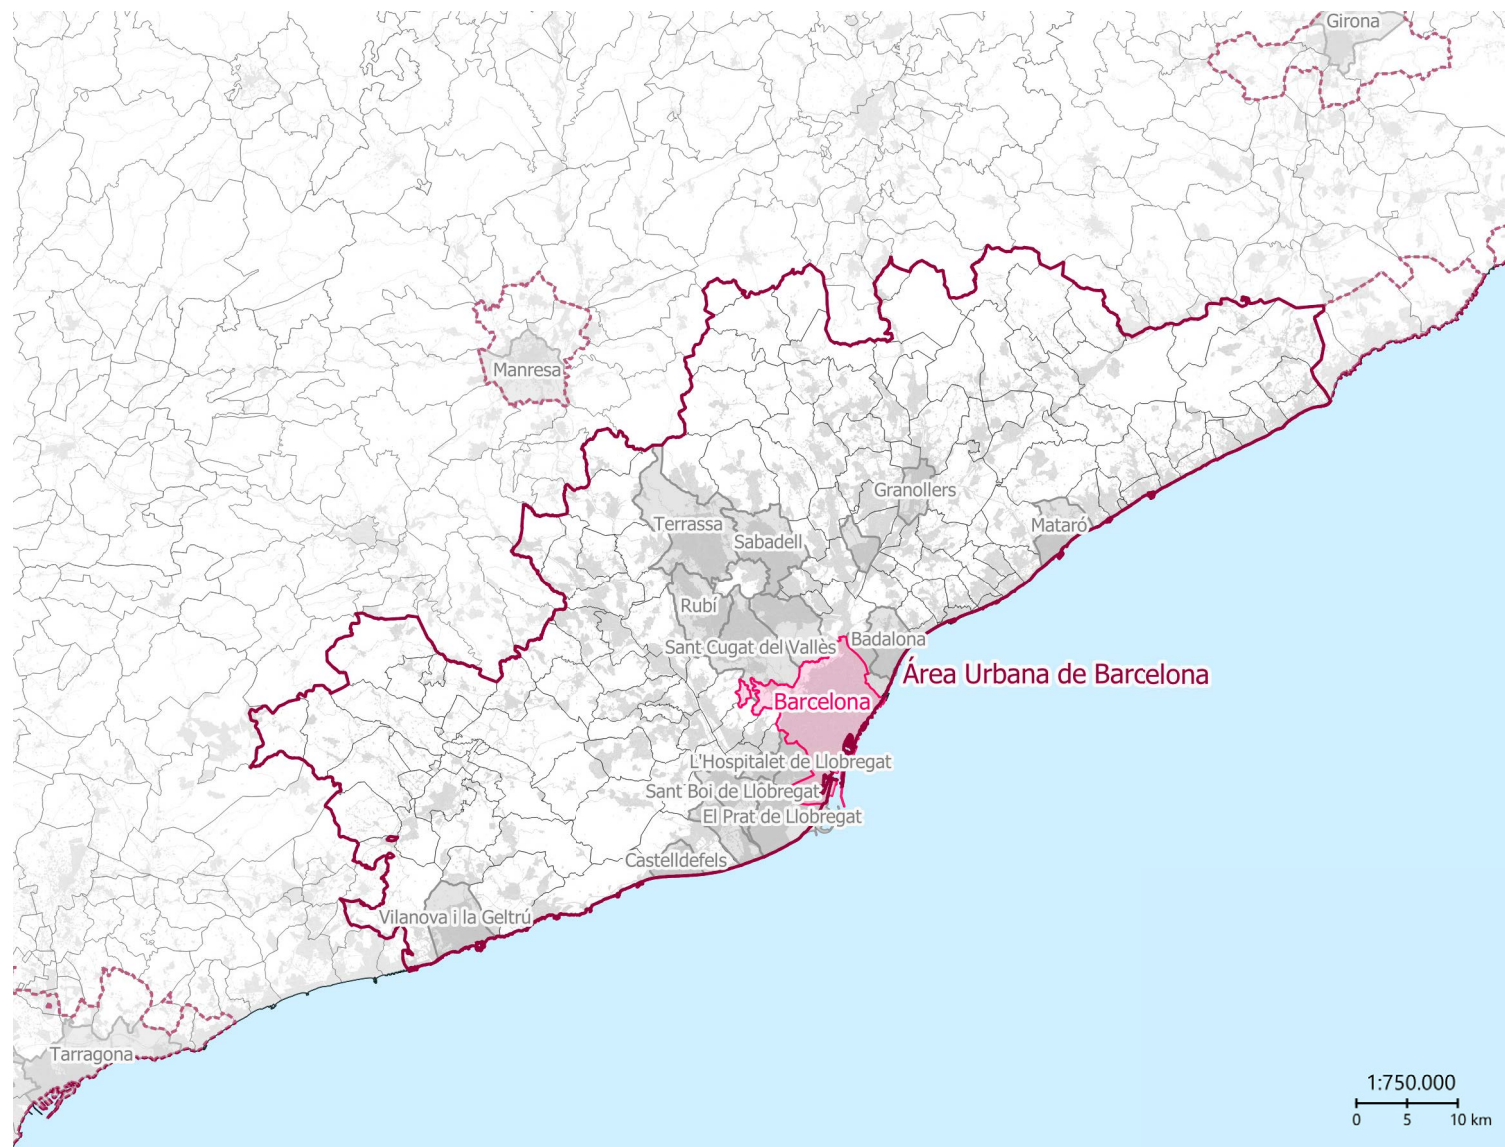 Girona
Manresa
Granollers
Terrassa
Mataró
Sabadell
Rubí
Badalona
Sant Cugat del Vallès
Área Urbana de Barcelona
Barcelona
L'Hospitalet de Llobregat
Sant Boi de Llobregat
El Prat de Llobregat
Castelldefels
Vilanova i la Geltrú
Tarragona
1:750.000
0 5 10 km